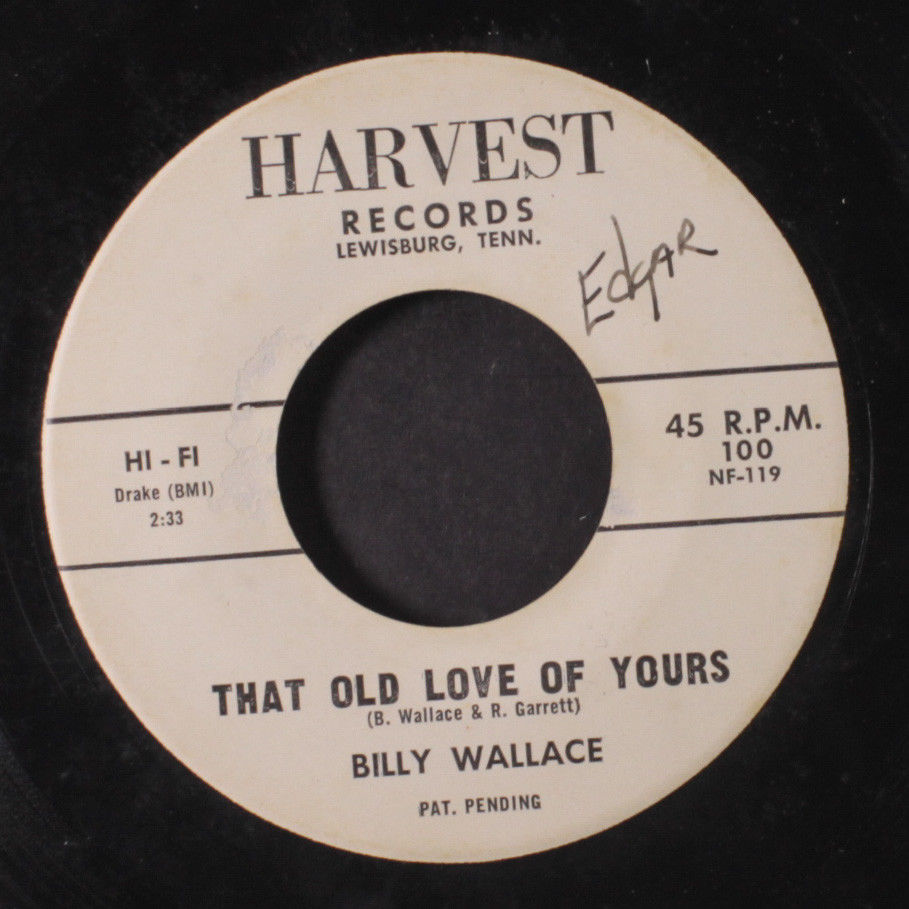 HARVEST
RECORDS
LEWISBURG, TENN.
Edgar
45 R.P.M.
100
NF-119
HI - FI
Drake (BMI)
2:33
THAT OLD LOVE OF YOURS
(B. Wallace & R. Garrett)
BILLY WALLACE
PAT. PENDING